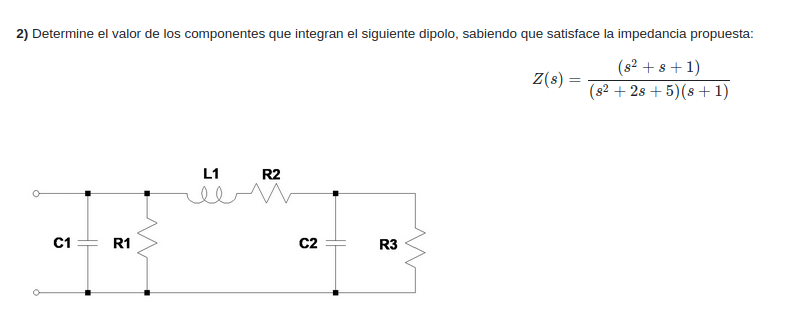 2) Determine el valor de los componentes que integran el siguiente dipolo, sabiendo que satisface la impedancia propuesta:
Z(s) = (s² + s + 1) / (s² + 2s + 5)(s + 1)
L1 R2
C1 R1 C2 R3